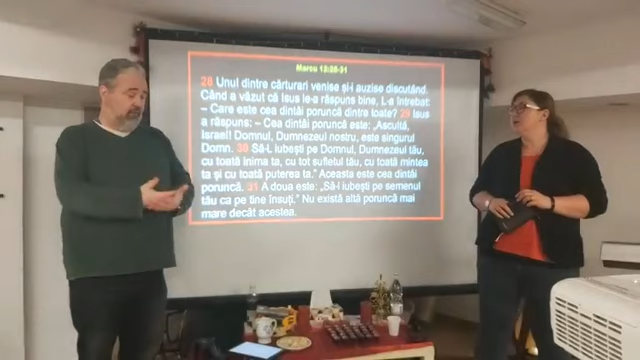 Marcu 12:28-31
28 Unul dintre cărturari venise și-i auzise discutând.
Când a văzut că Isus le-a răspuns bine, L-a întrebat:
– Care este cea dintâi poruncă dintre toate? 29 Isus
a răspuns: – Cea dintâi poruncă este: „Ascultă,
Israel! Domnul, Dumnezeul nostru, este singurul
Domn. 30 Să-L iubești pe Domnul, Dumnezeul tău,
cu toată inima ta, cu tot sufletul tău, cu toată mintea
ta și cu toată puterea ta.” Aceasta este cea dintâi
poruncă. 31 A doua este: „Să-l iubești pe semenul
tău ca pe tine însuți.” Nu există altă poruncă mai
mare decât acestea.